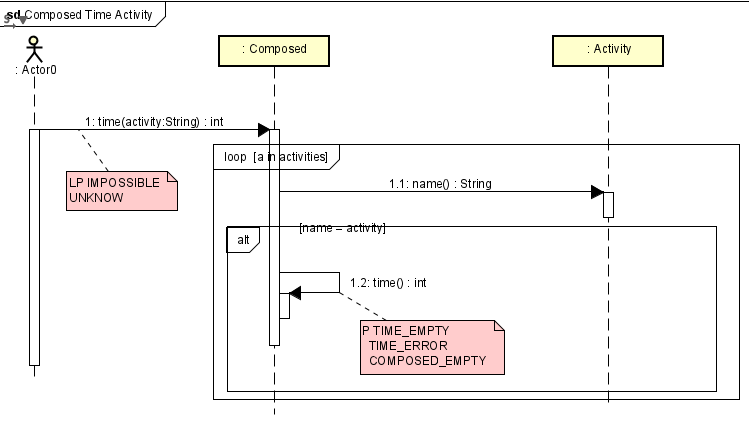 sd Composed Time Activity
: Actor0
: Composed
: Activity
1: time(activity:String) : int
LP IMPOSSIBLE
UNKNOW
loop [a in activities]
1.1: name() : String
alt
[name = activity]
1.2: time() : int
P TIME_EMPTY
TIME_ERROR
COMPOSED_EMPTY